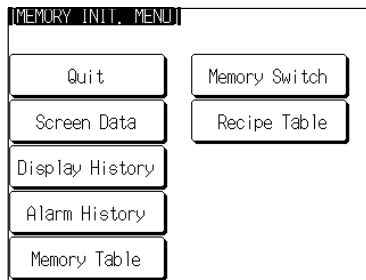 [MEMORY INIT. MENU]
Quit
Memory Switch
Screen Data
Recipe Table
Display History
Alarm History
Memory Table